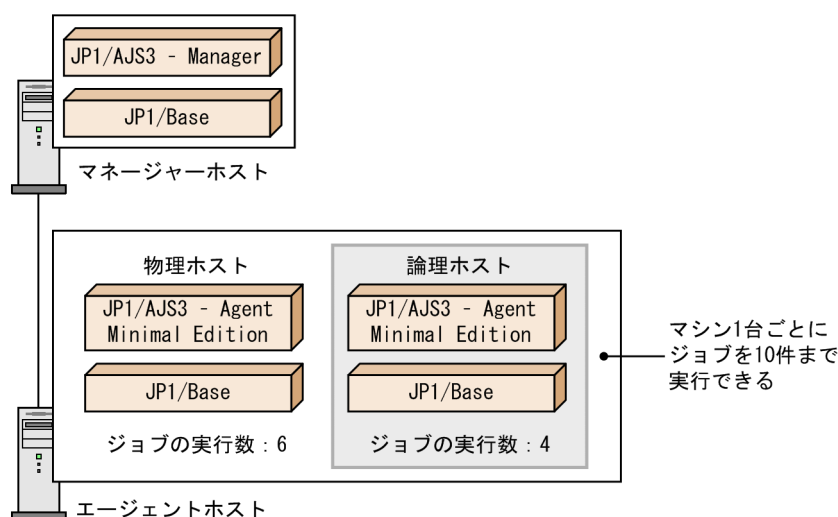 JP1/AJS3 - Manager
JP1/Base
マネージャーホスト
物理ホスト
JP1/AJS3 - Agent
Minimal Edition
JP1/Base
ジョブの実行数:6
論理ホスト
JP1/AJS3 - Agent
Minimal Edition
JP1/Base
ジョブの実行数:4
マシン1台ごとに
ジョブを10件まで
実行できる
エージェントホスト